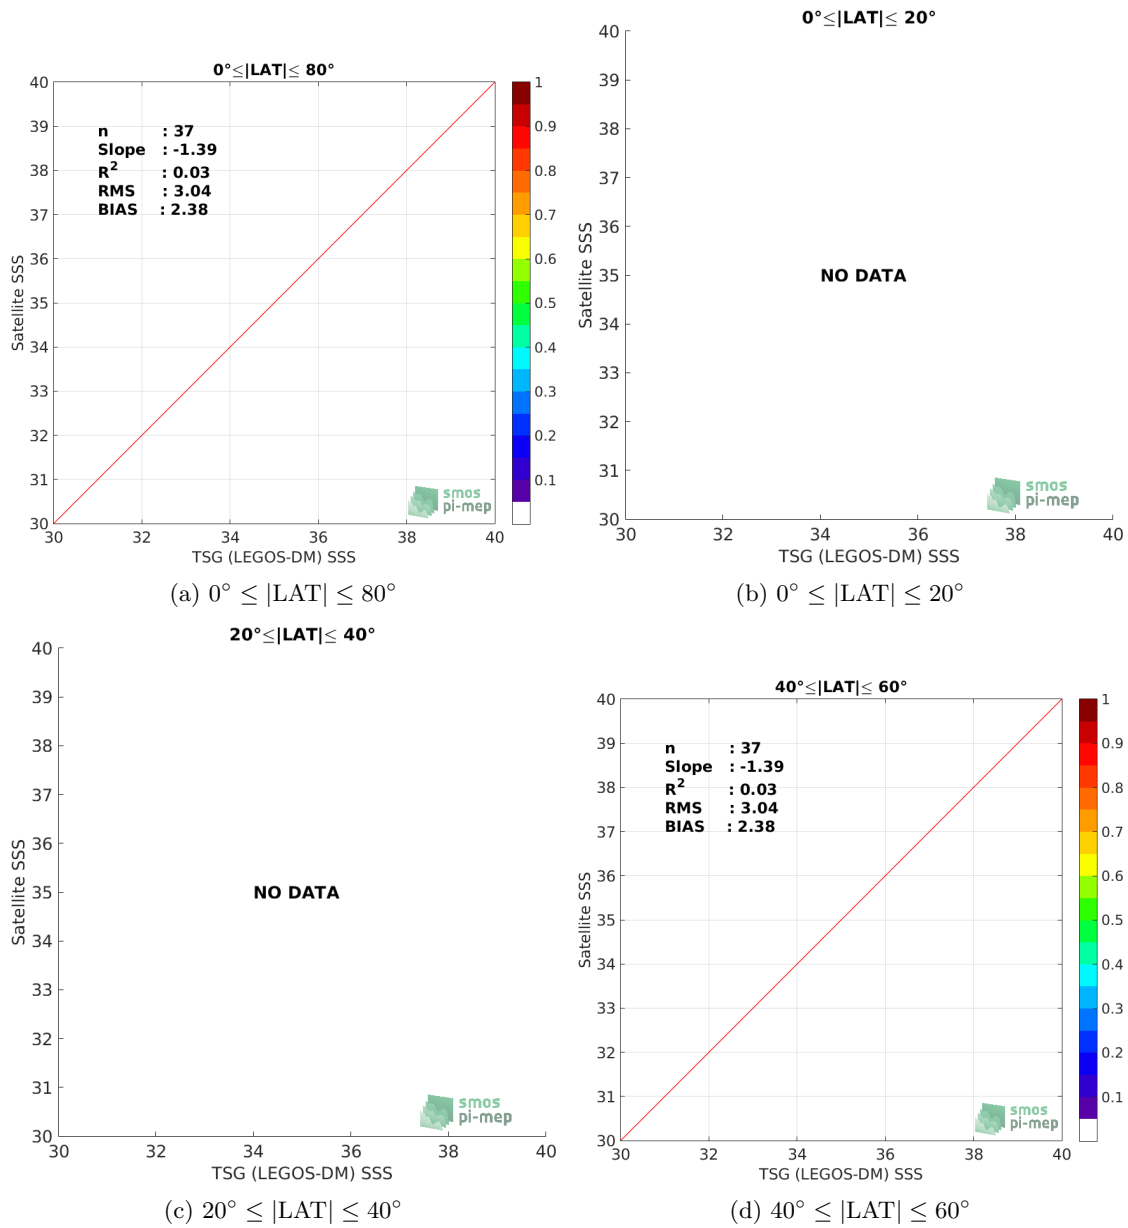 0°≤|LAT|≤ 80°
40
39
38
37
36
35
34
33
32
31
30
Satellite SSS
n : 37
Slope : -1.39
R² : 0.03
RMS : 3.04
BIAS : 2.38
smos
pi-mep
30 32 34 36 38 40
TSG (LEGOS-DM) SSS
1
0.9
0.8
0.7
0.6
0.5
0.4
0.3
0.2
0.1
(a) 0° ≤ |LAT| ≤ 80°
0°≤|LAT|≤ 20°
40
39
38
37
36
35
34
33
32
31
30
Satellite SSS
NO DATA
smos
pi-mep
30 32 34 36 38 40
TSG (LEGOS-DM) SSS
(b) 0° ≤ |LAT| ≤ 20°
20°≤|LAT|≤ 40°
40
39
38
37
36
35
34
33
32
31
30
Satellite SSS
NO DATA
smos
pi-mep
30 32 34 36 38 40
TSG (LEGOS-DM) SSS
(c) 20° ≤ |LAT| ≤ 40°
40°≤|LAT|≤ 60°
40
39
38
37
36
35
34
33
32
31
30
Satellite SSS
n : 37
Slope : -1.39
R² : 0.03
RMS : 3.04
BIAS : 2.38
smos
pi-mep
30 32 34 36 38 40
TSG (LEGOS-DM) SSS
1
0.9
0.8
0.7
0.6
0.5
0.4
0.3
0.2
0.1
(d) 40° ≤ |LAT| ≤ 60°